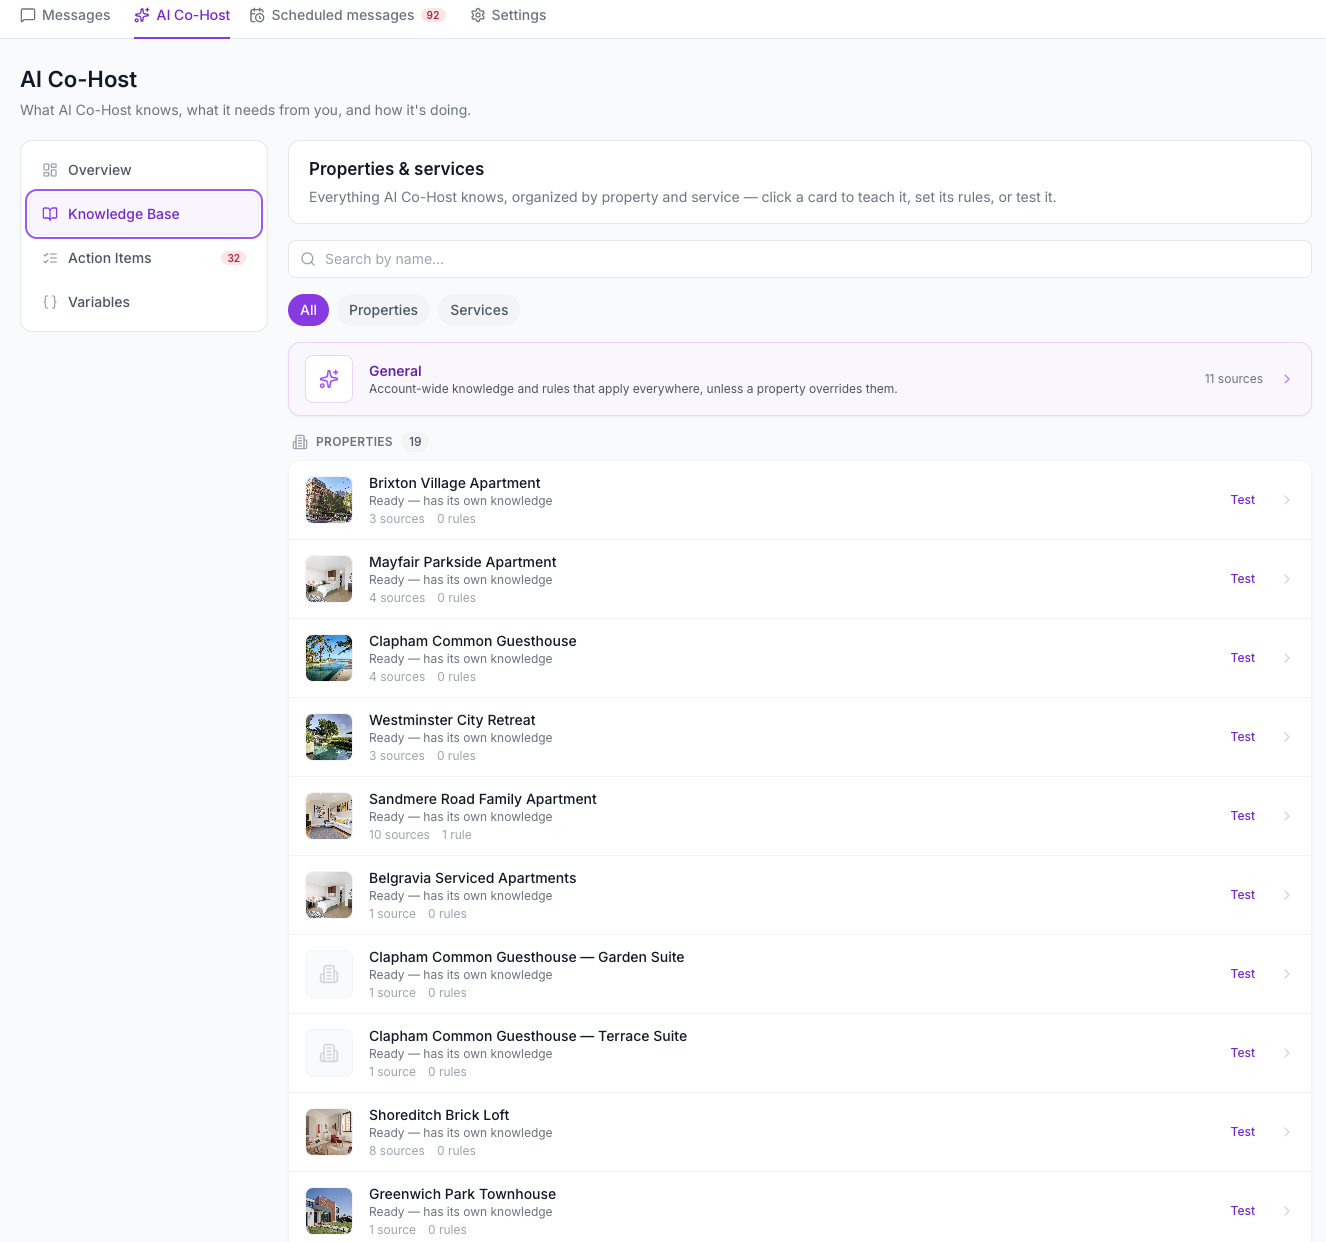 Messages
AI Co-Host
Scheduled messages 92
Settings
AI Co-Host
What AI Co-Host knows, what it needs from you, and how it's doing.
Overview
Knowledge Base
Action Items 32
Variables
Properties & services
Everything AI Co-Host knows, organized by property and service — click a card to teach it, set its rules, or test it.
Search by name...
All
Properties
Services
General
Account-wide knowledge and rules that apply everywhere, unless a property overrides them.
11 sources
PROPERTIES 19
Brixton Village Apartment
Ready — has its own knowledge
3 sources 0 rules
Test
Mayfair Parkside Apartment
Ready — has its own knowledge
4 sources 0 rules
Test
Clapham Common Guesthouse
Ready — has its own knowledge
4 sources 0 rules
Test
Westminster City Retreat
Ready — has its own knowledge
3 sources 0 rules
Test
Sandmere Road Family Apartment
Ready — has its own knowledge
10 sources 1 rule
Test
Belgravia Serviced Apartments
Ready — has its own knowledge
1 source 0 rules
Test
Clapham Common Guesthouse — Garden Suite
Ready — has its own knowledge
1 source 0 rules
Test
Clapham Common Guesthouse — Terrace Suite
Ready — has its own knowledge
1 source 0 rules
Test
Shoreditch Brick Loft
Ready — has its own knowledge
8 sources 0 rules
Test
Greenwich Park Townhouse
Ready — has its own knowledge
1 source 0 rules
Test